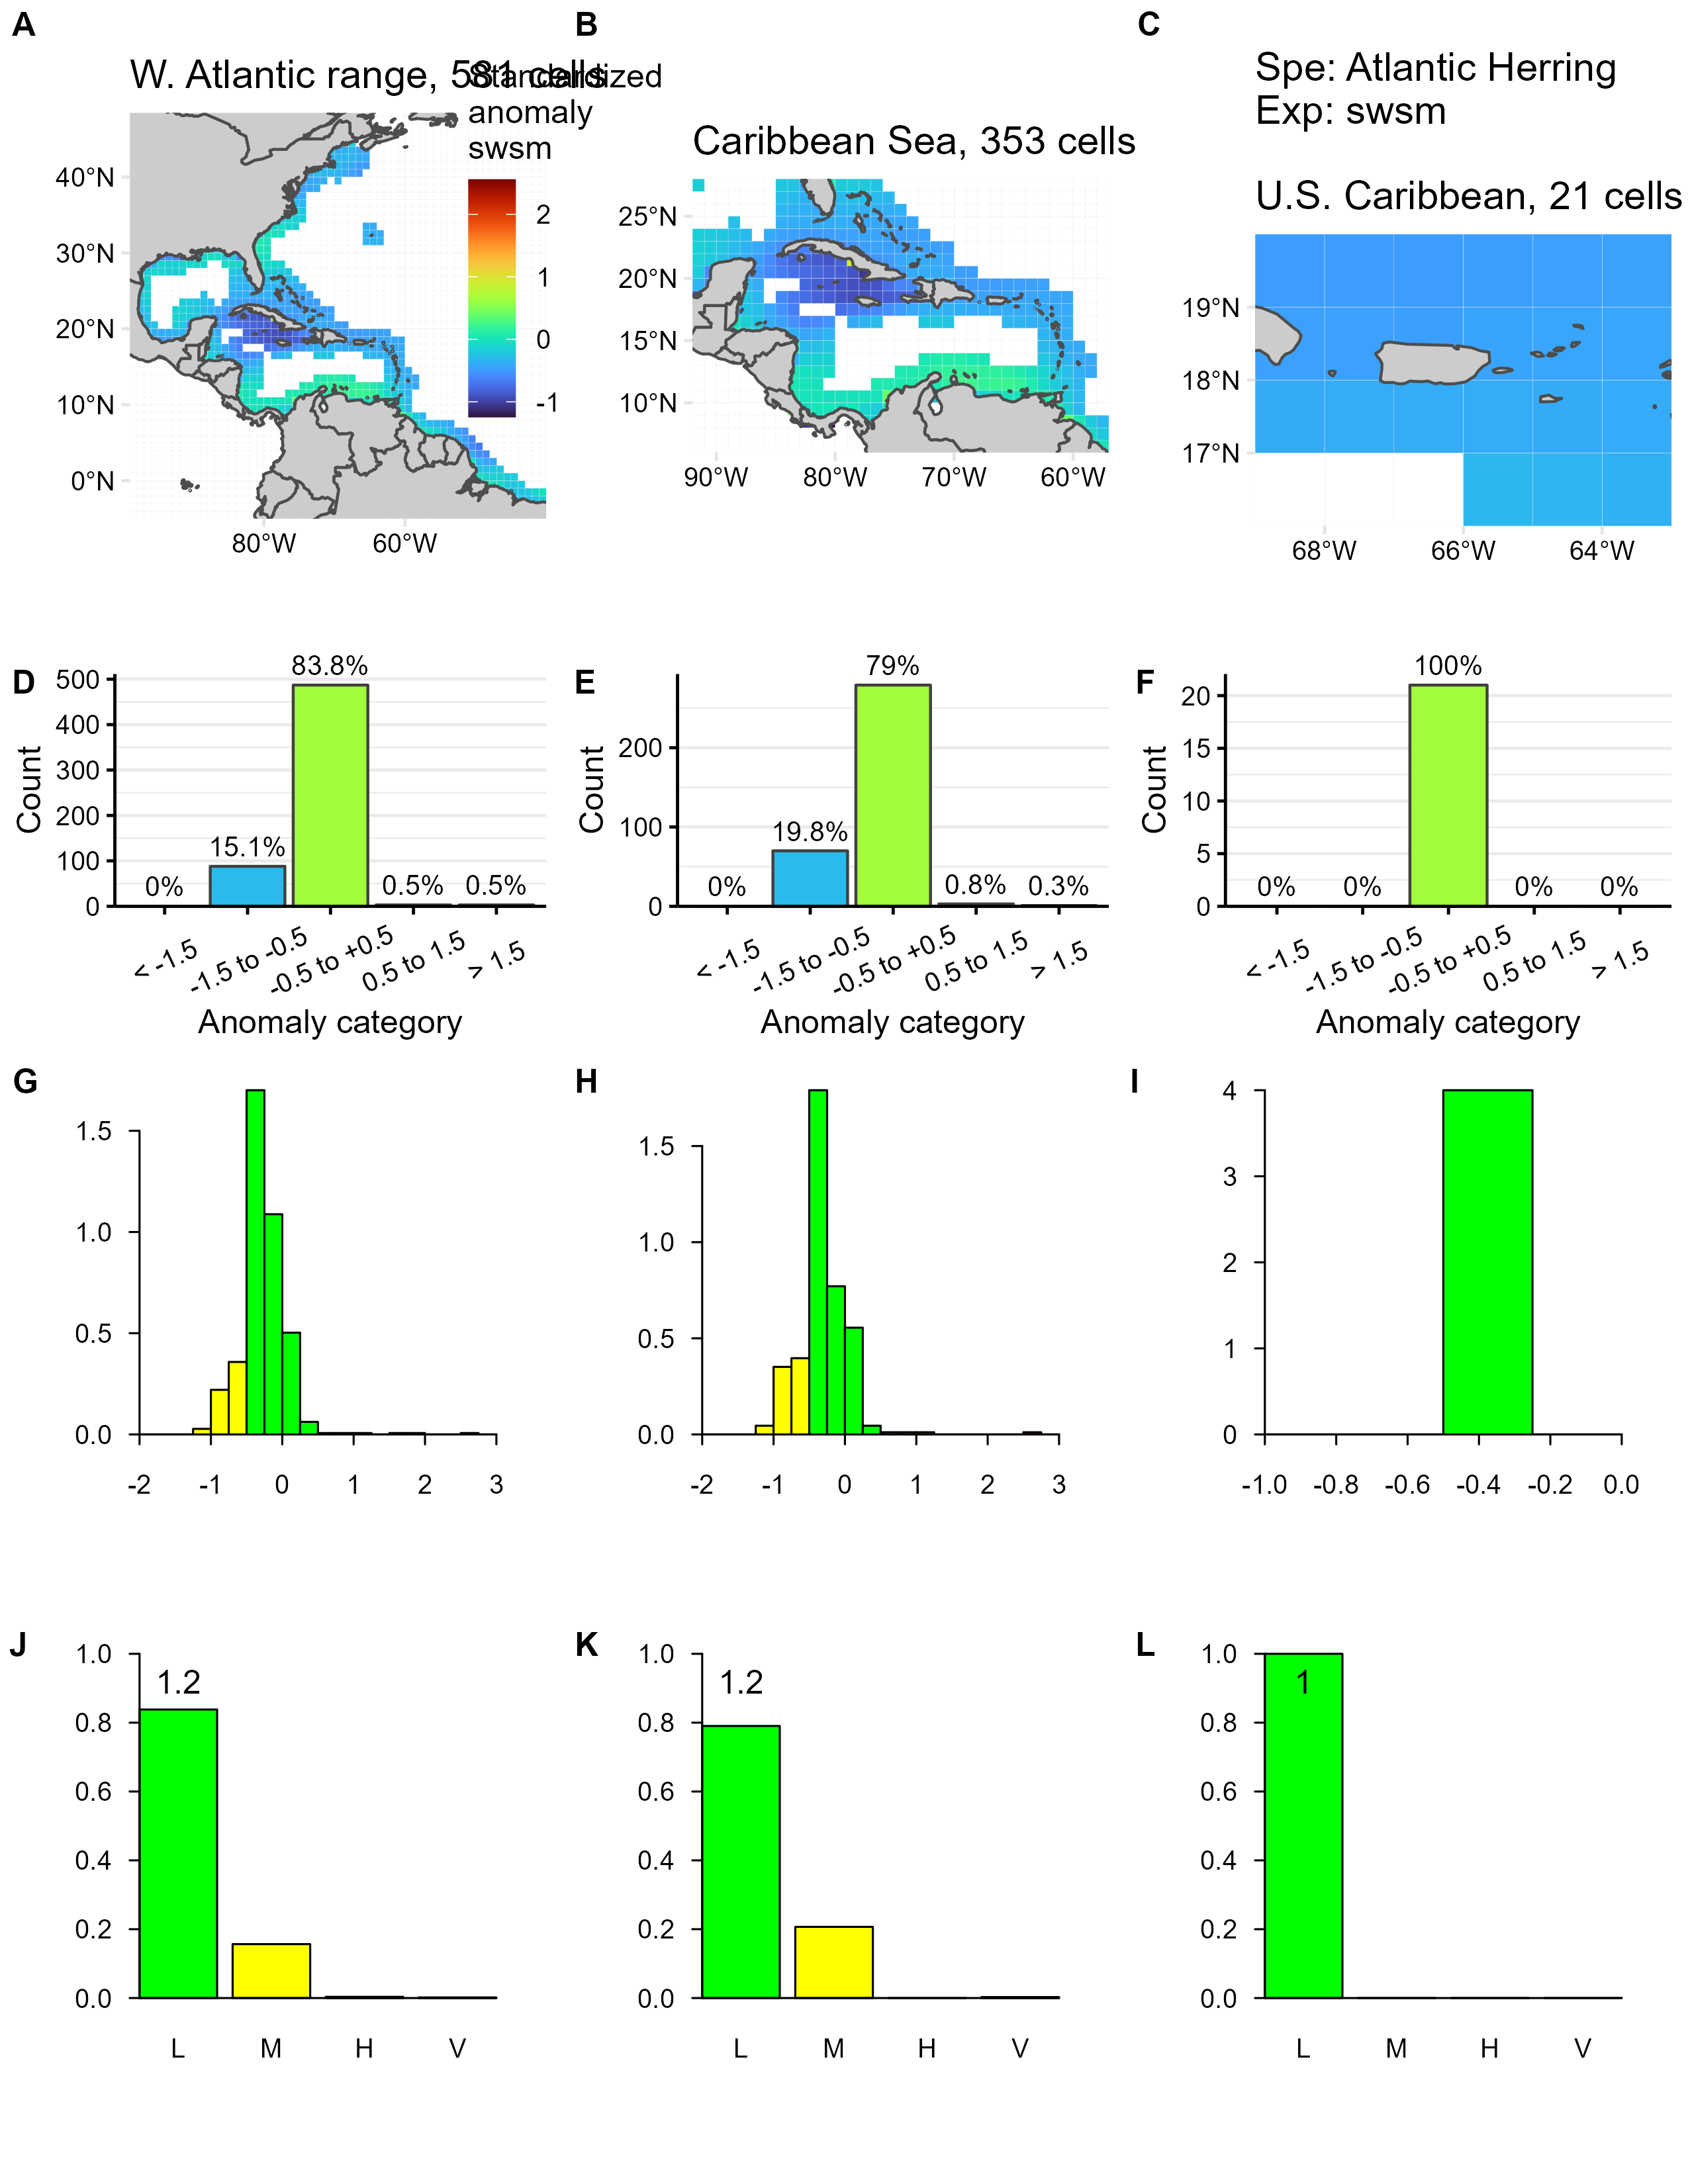 A
B
C
W. Atlantic range, 581 cells
Standardized
anomaly
swsm
2
1
0
-1
40°N
30°N
20°N
10°N
0°N
80°W
60°W
Caribbean Sea, 353 cells
25°N
20°N
15°N
10°N
90°W
80°W
70°W
60°W
Spe: Atlantic Herring
Exp: swsm
U.S. Caribbean, 21 cells
19°N
18°N
17°N
68°W
66°W
64°W
D
Count
500
400
300
200
100
0
0%
15.1%
83.8%
0.5%
0.5%
< -1.5
-1.5 to -0.5
-0.5 to +0.5
0.5 to 1.5
> 1.5
Anomaly category
E
Count
200
100
0
0%
19.8%
79%
0.8%
0.3%
< -1.5
-1.5 to -0.5
-0.5 to +0.5
0.5 to 1.5
> 1.5
Anomaly category
F
Count
20
15
10
5
0
0%
0%
100%
0%
0%
< -1.5
-1.5 to -0.5
-0.5 to +0.5
0.5 to 1.5
> 1.5
Anomaly category
G
1.5
1.0
0.5
0.0
-2 -1 0 1 2 3
H
1.5
1.0
0.5
0.0
-2 -1 0 1 2 3
I
4
3
2
1
0
-1.0 -0.8 -0.6 -0.4 -0.2 0.0
J
1.0
0.8
0.6
0.4
0.2
0.0
1.2
L M H V
K
1.0
0.8
0.6
0.4
0.2
0.0
1.2
L M H V
L
1.0
0.8
0.6
0.4
0.2
0.0
1
L M H V